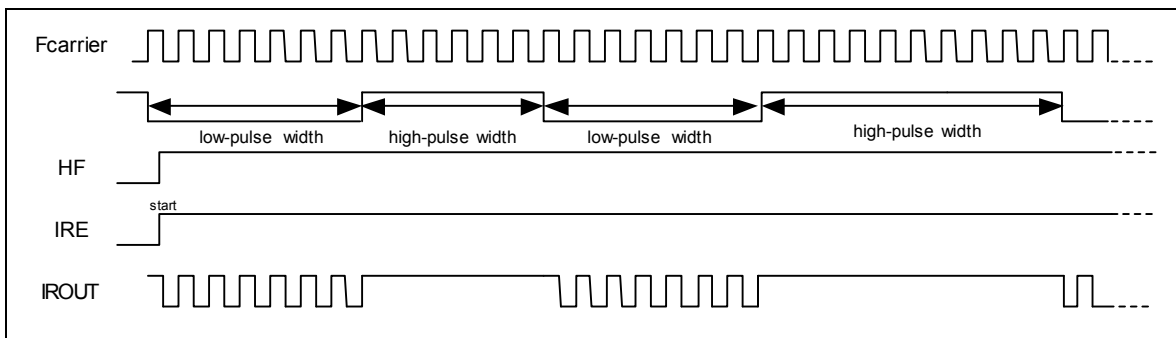 Fcarrier
low-pulse width
high-pulse width
low-pulse width
high-pulse width
HF
start
IRE
IROUT